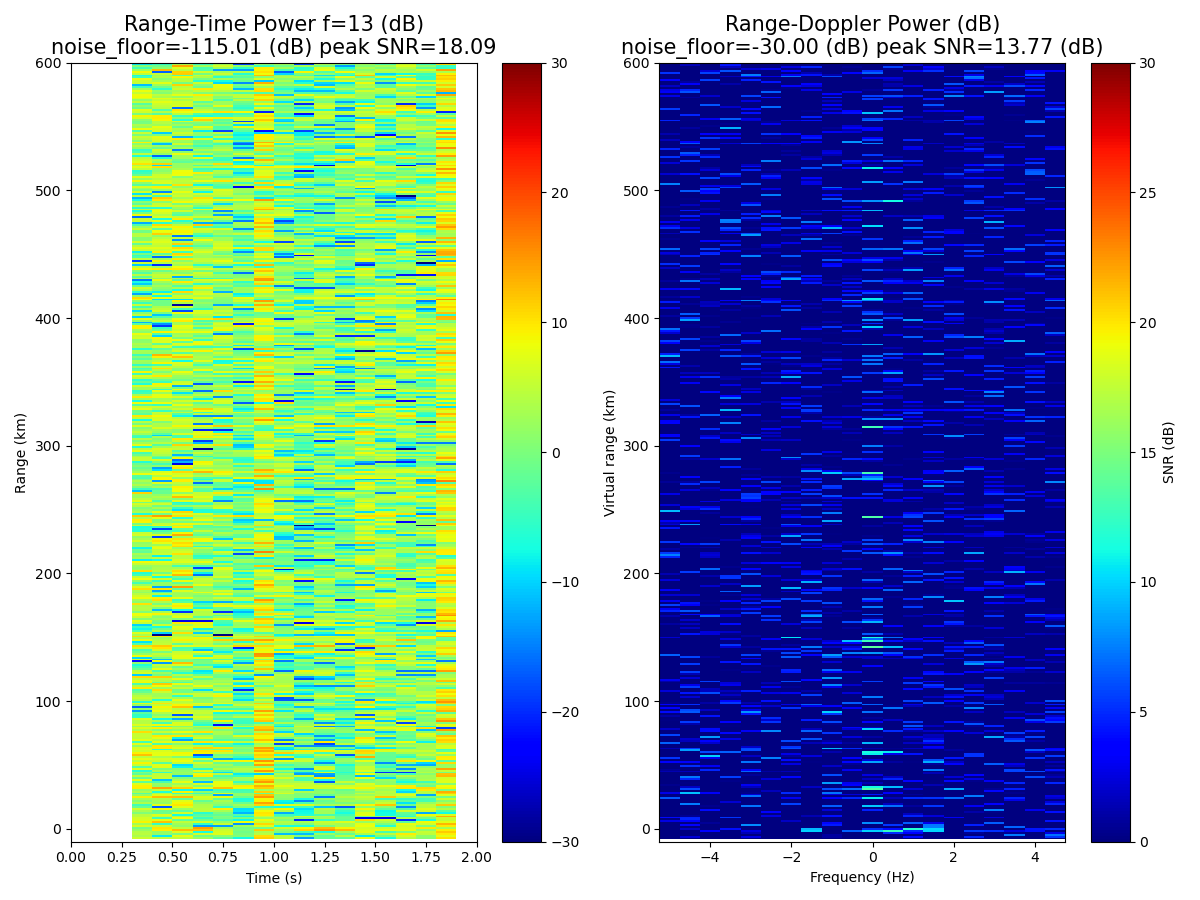 Range-Time Power f=13 (dB)
noise_floor=-115.01 (dB) peak SNR=18.09
600
500
400
300
200
100
0
Range (km)
0.00 0.25 0.50 0.75 1.00 1.25 1.50 1.75 2.00
Time (s)
30
20
10
0
−10
−20
−30
Range-Doppler Power (dB)
noise_floor=-30.00 (dB) peak SNR=13.77 (dB)
600
500
400
300
200
100
0
Virtual range (km)
−4 −2 0 2 4
Frequency (Hz)
30
25
20
15
10
5
0
SNR (dB)